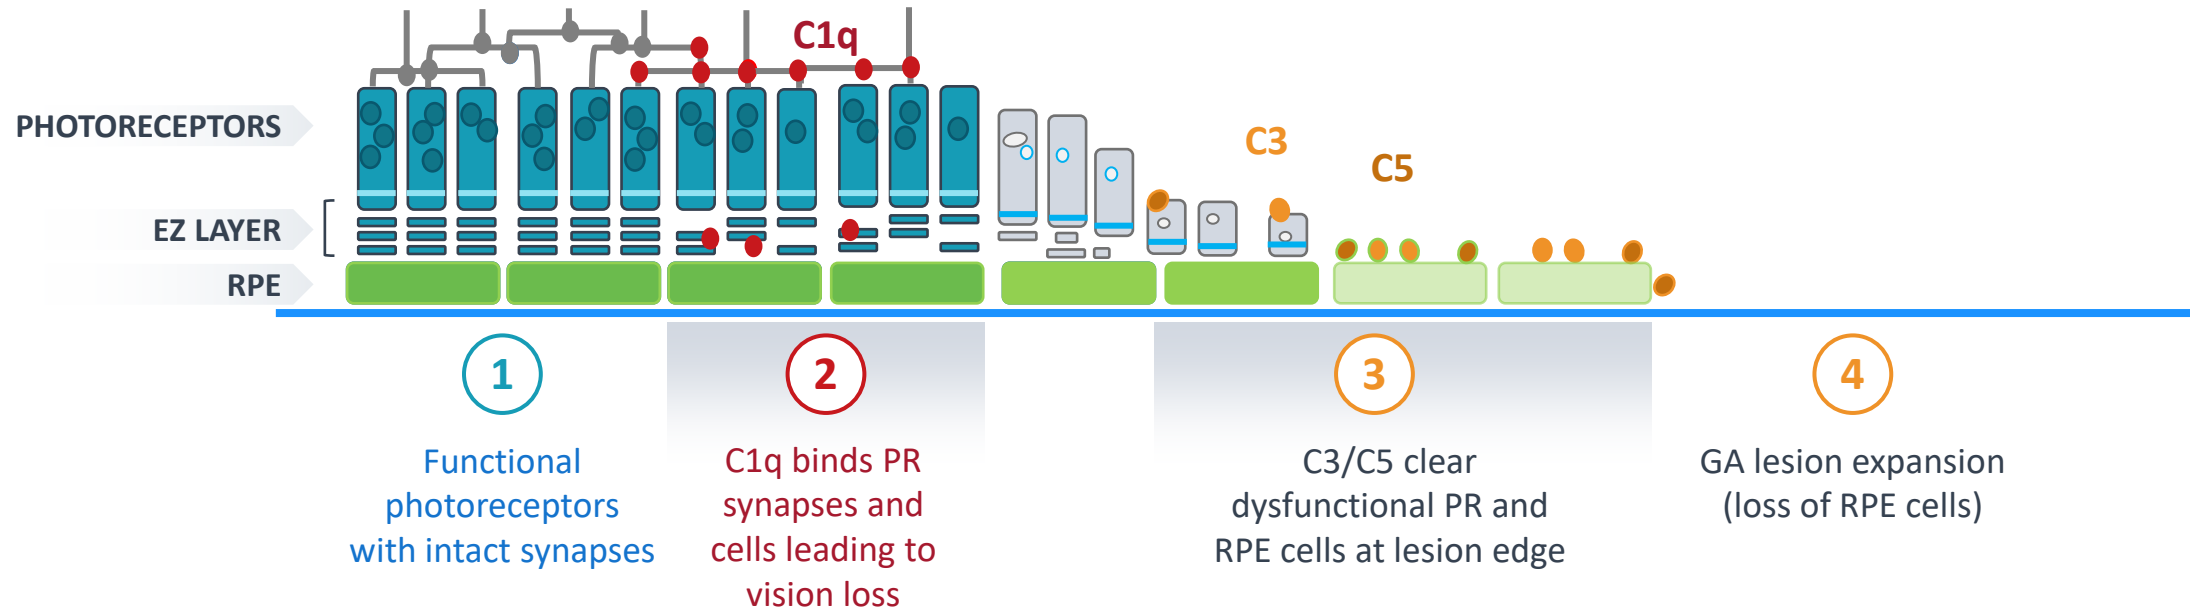 C1q
PHOTORECEPTORS
C3
C5
EZ LAYER
RPE
1
Functional
photoreceptors
with intact synapses
2
C1q binds PR
synapses and
cells leading to
vision loss
3
C3/C5 clear
dysfunctional PR and
RPE cells at lesion edge
4
GA lesion expansion
(loss of RPE cells)